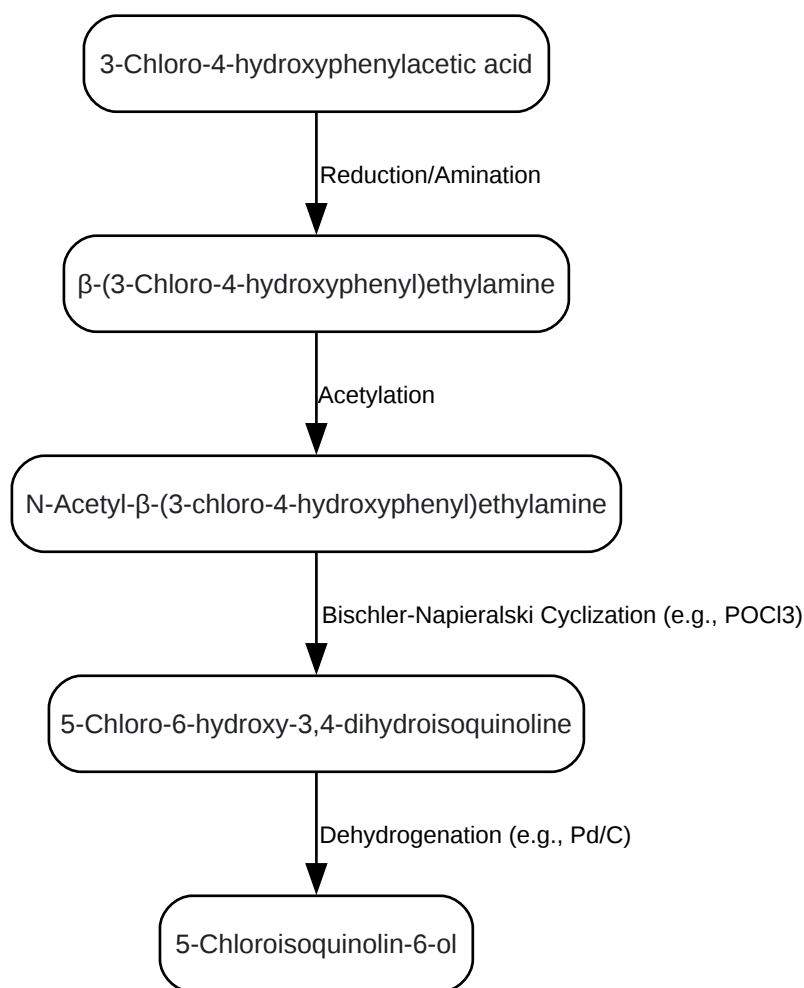 3-Chloro-4-hydroxyphenylacetic acid
Reduction/Amination
β-(3-Chloro-4-hydroxyphenyl)ethylamine
Acetylation
N-Acetyl-β-(3-chloro-4-hydroxyphenyl)ethylamine
Bischler-Napieralski Cyclization (e.g., POCl3)
5-Chloro-6-hydroxy-3,4-dihydroisoquinoline
Dehydrogenation (e.g., Pd/C)
5-Chloroisoquinolin-6-ol